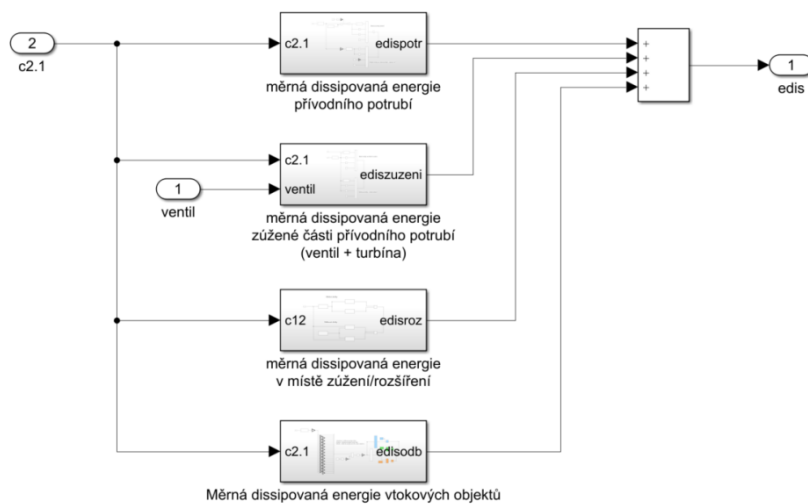 2
c2.1
c2.1
edispotr
měrná dissipovaná energie
přívodního potrubí
+
+
+
+
1
edis
c2.1
ventil
ediszuzeni
1
ventil
měrná dissipovaná energie
zúžené části přívodního potrubí
(ventil + turbína)
c12
edisroz
měrná dissipovaná energie
v místě zúžení/rozšíření
c2.1
edisodb
Měrná dissipovaná energie vtokových objektů